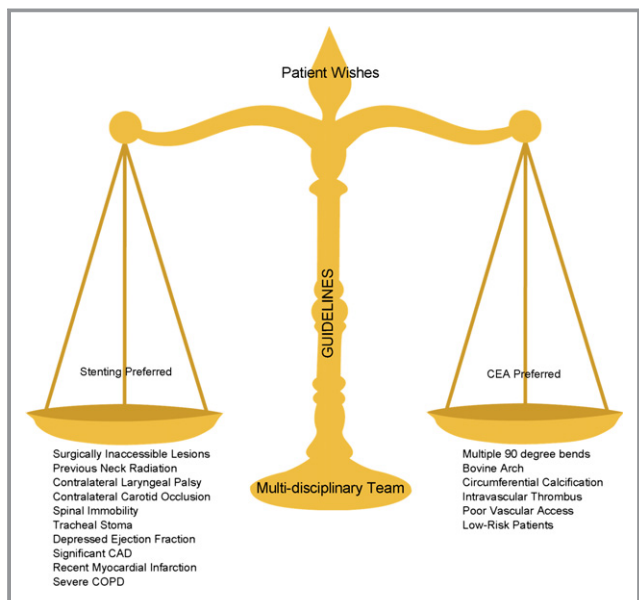 Patient Wishes
GUIDELINES
Stenting Preferred
CEA Preferred
Surgically Inaccessible Lesions
Previous Neck Radiation
Contralateral Laryngeal Palsy
Contralateral Carotid Occlusion
Spinal Immobility
Tracheal Stoma
Depressed Ejection Fraction
Significant CAD
Recent Myocardial Infarction
Severe COPD
Multi-disciplinary Team
Multiple 90 degree bends
Bovine Arch
Circumferential Calcification
Intravascular Thrombus
Poor Vascular Access
Low-Risk Patients